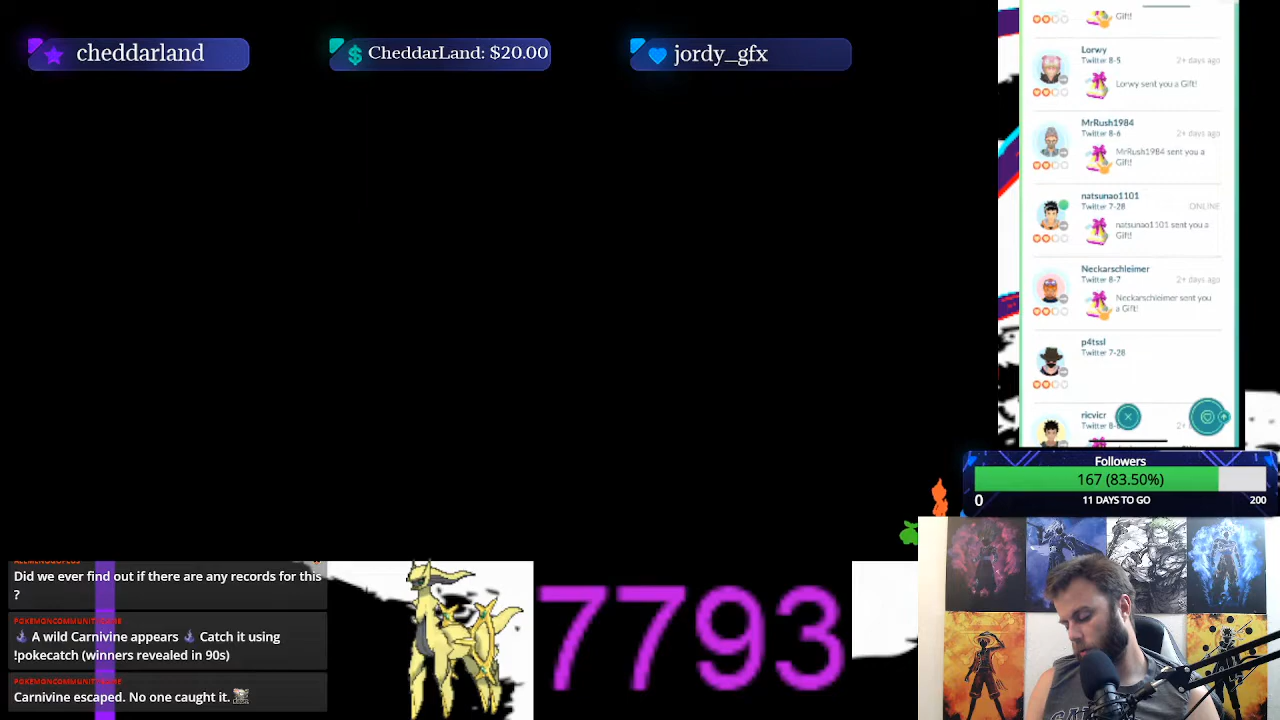 cheddarland
Cheddarland: $20.00
jordy_gx
Gift!
Lorwy
Twitter 8-5
2+ days ago
Lorwy sent you a Gift!
MrRush1984
Twitter 8-6
2+ days ago
MrRush1984 sent you a
Gift!
natsunao1101
Twitter 7-28
ONLINE
natsunao1101 sent you a
Gift!
Neckarschleimer
Twitter 8-7
2+ days ago
Neckarschleimer sent you
a Gift!
p4tssl
Twitter 7-28
ricvicr
Followers
167 (83.50%)
0
11 DAYS TO GO
200
Did we ever find out if there are any records for this
?
A wild Carnivine appears Catch it using
!pokecatch (winners revealed in 90s)
Carnivine escaped. No one caught it.
7793